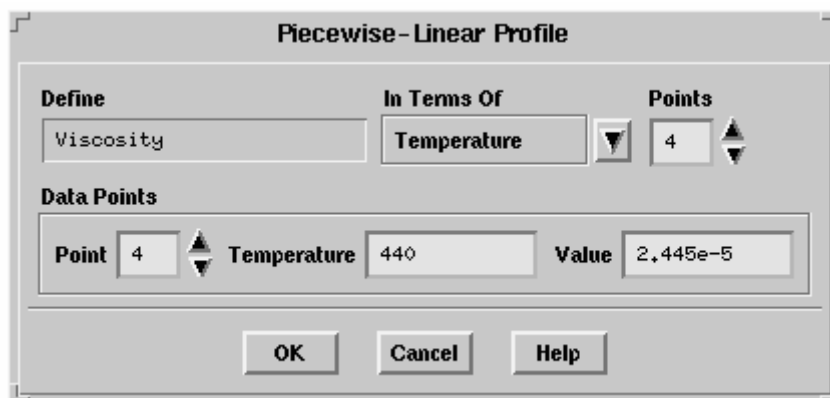 Piecewise-Linear Profile
Define In Terms Of Points
Viscosity Temperature 4
Data Points
Point 4 Temperature 440 Value 2.445e-5
OK Cancel Help